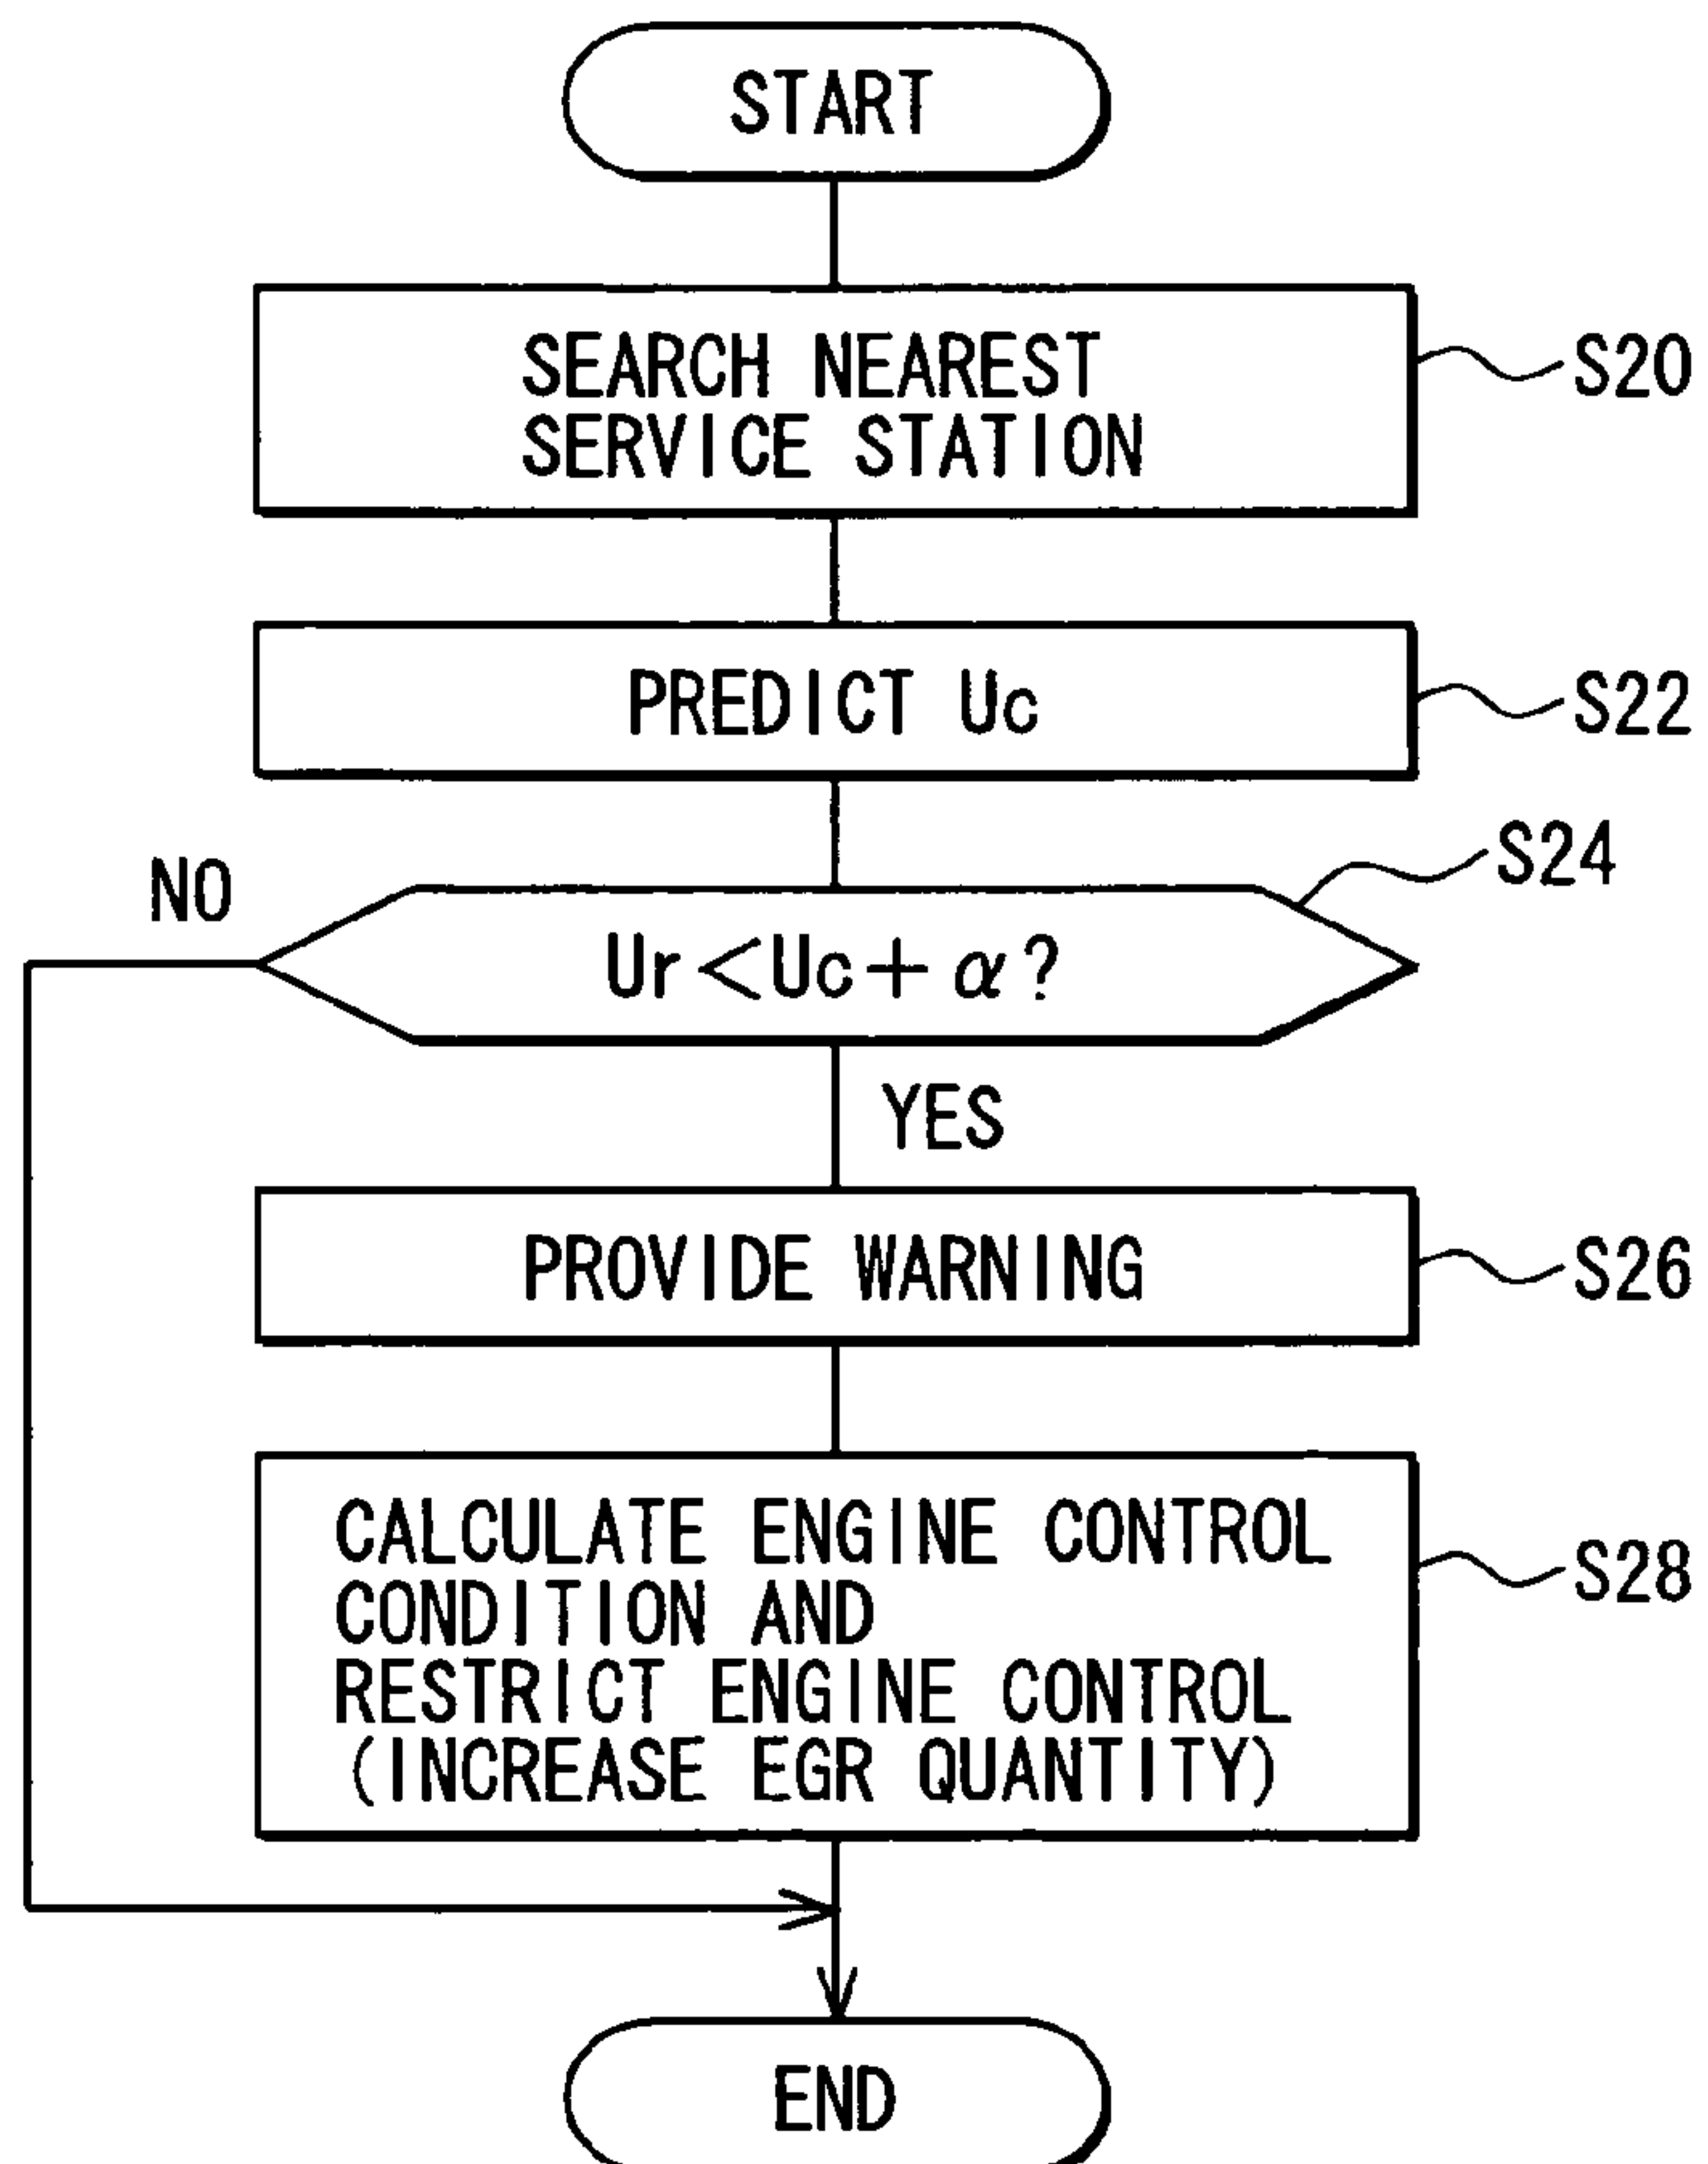 START
SEARCH NEAREST
SERVICE STATION
S20
PREDICT Uc
S22
S24
NO
Ur<Uc+α?
YES
PROVIDE WARNING
S26
CALCULATE ENGINE CONTROL
CONDITION AND
RESTRICT ENGINE CONTROL
(INCREASE EGR QUANTITY)
S28
END